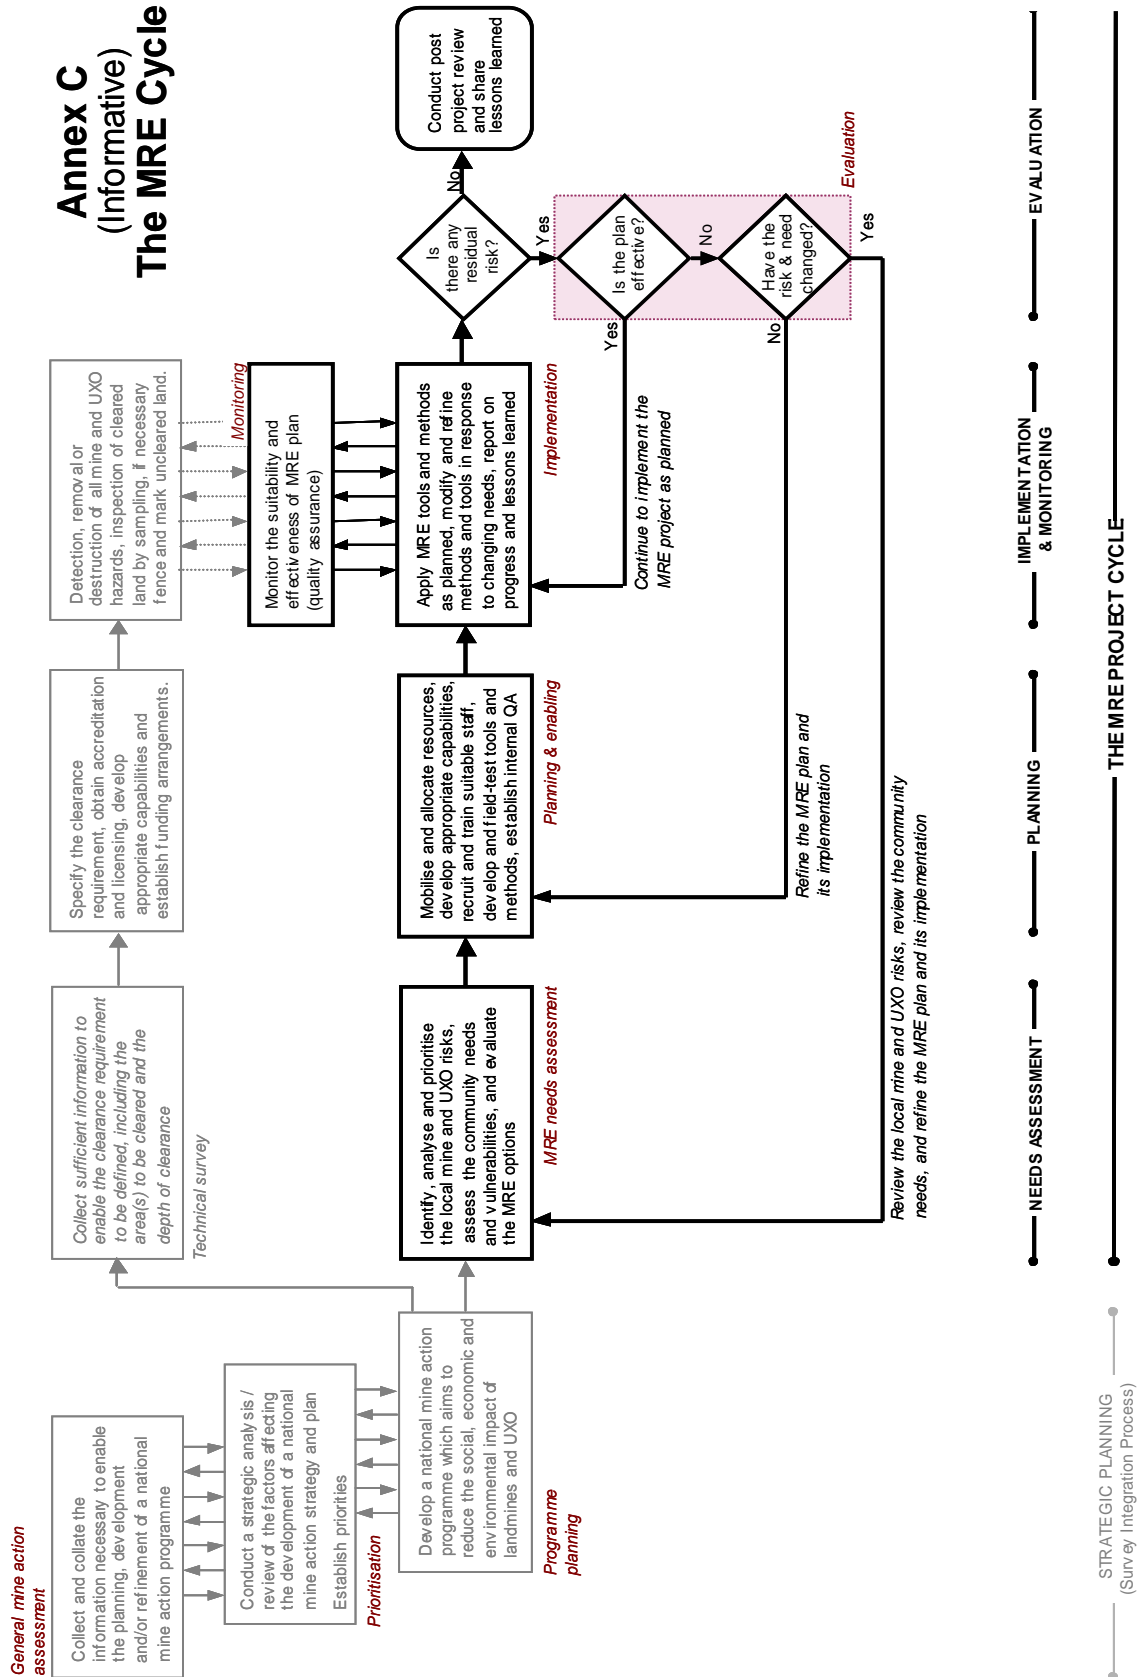 Annex C
(Informative)
The MRE Cycle
General mine action
assessment
Collect and collate the
information necessary to enable
the planning, development
and/or refinement of a national
mine action programme
Conduct a strategic analysis /
review of the factors affecting
the development of a national
mine action strategy and plan
Establish priorities
Prioritisation
Develop a national mine action
programme which aims to
reduce the social, economic and
environmental impact of
landmines and UXO
Programme
planning
Collect sufficient information to
enable the clearance requirement
to be defined, including the
area(s) to be cleared and the
depth of clearance
Technical survey
Specify the clearance
requirement, obtain accreditation
and licensing, develop
appropriate capabilities and
establish funding arrangements.
Detection, removal or
destruction of all mine and UXO
hazards, inspection of cleared
land by sampling, if necessary
fence and mark uncleared land.
Monitoring
Monitor the suitability and
effectiveness of MRE plan
(quality assurance)
Identify, analyse and prioritise
the local mine and UXO risks,
assess the community needs
and vulnerabilities, and evaluate
the MRE options
MRE needs assessment
Mobilise and allocate resources,
develop appropriate capabilities,
recruit and train suitable staff,
develop and field-test tools and
methods, establish internal QA
Planning & enabling
Apply MRE tools and methods
as planned, modify and refine
methods and tools in response
to changing needs, report on
progress and lessons learned
Implementation
Is
there any
residual
risk?
No
Conduct post
project review
and share
lessons learned
Yes
Is the plan
effective?
Yes
No
Have the
risk & need
changed?
No
Yes
Evaluation
Continue to implement the
MRE project as planned
Refine the MRE plan and
its implementation
Review the local mine and UXO risks, review the community
needs, and refine the MRE plan and its implementation
NEEDS ASSESSMENT
PLANNING
IMPLEMENTATION
& MONITORING
EVALUATION
STRATEGIC PLANNING
(Survey Integration Process)
THE MRE PROJECT CYCLE